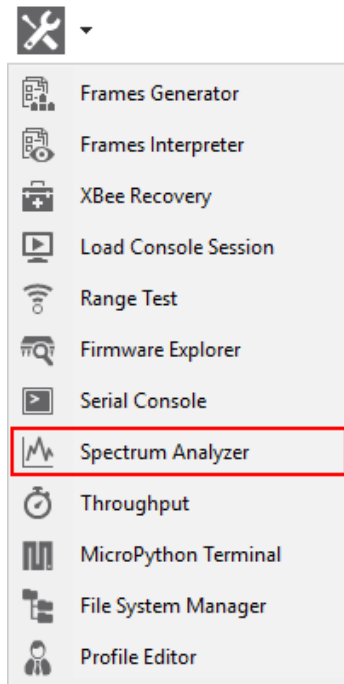 Frames Generator
Frames Interpreter
XBee Recovery
Load Console Session
Range Test
Firmware Explorer
Serial Console
Spectrum Analyzer
Throughput
MicroPython Terminal
File System Manager
Profile Editor